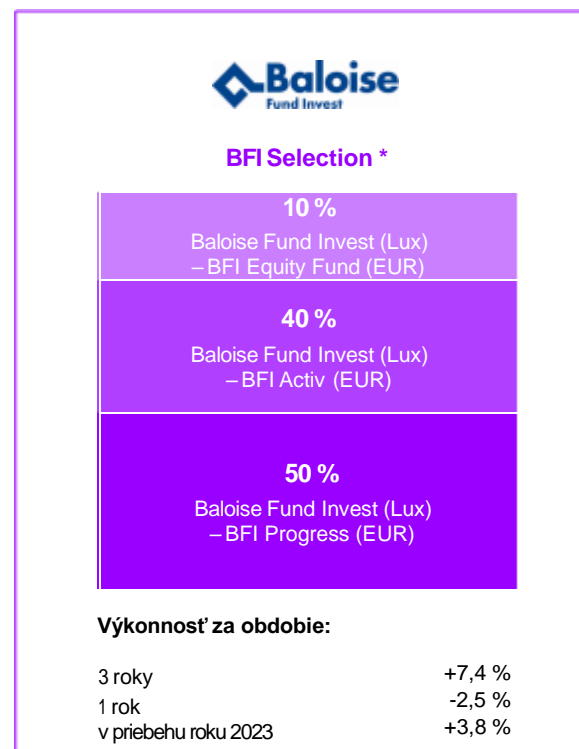 Baloise
Fund Invest
BFI Selection *
10 %
Baloise Fund Invest (Lux)
– BFI Equity Fund (EUR)
40 %
Baloise Fund Invest (Lux)
– BFI Activ (EUR)
50 %
Baloise Fund Invest (Lux)
– BFI Progress (EUR)
Výkonnosť za obdobie:
3 roky +7,4 %
1 rok -2,5 %
v priebehu roku 2023 +3,8 %